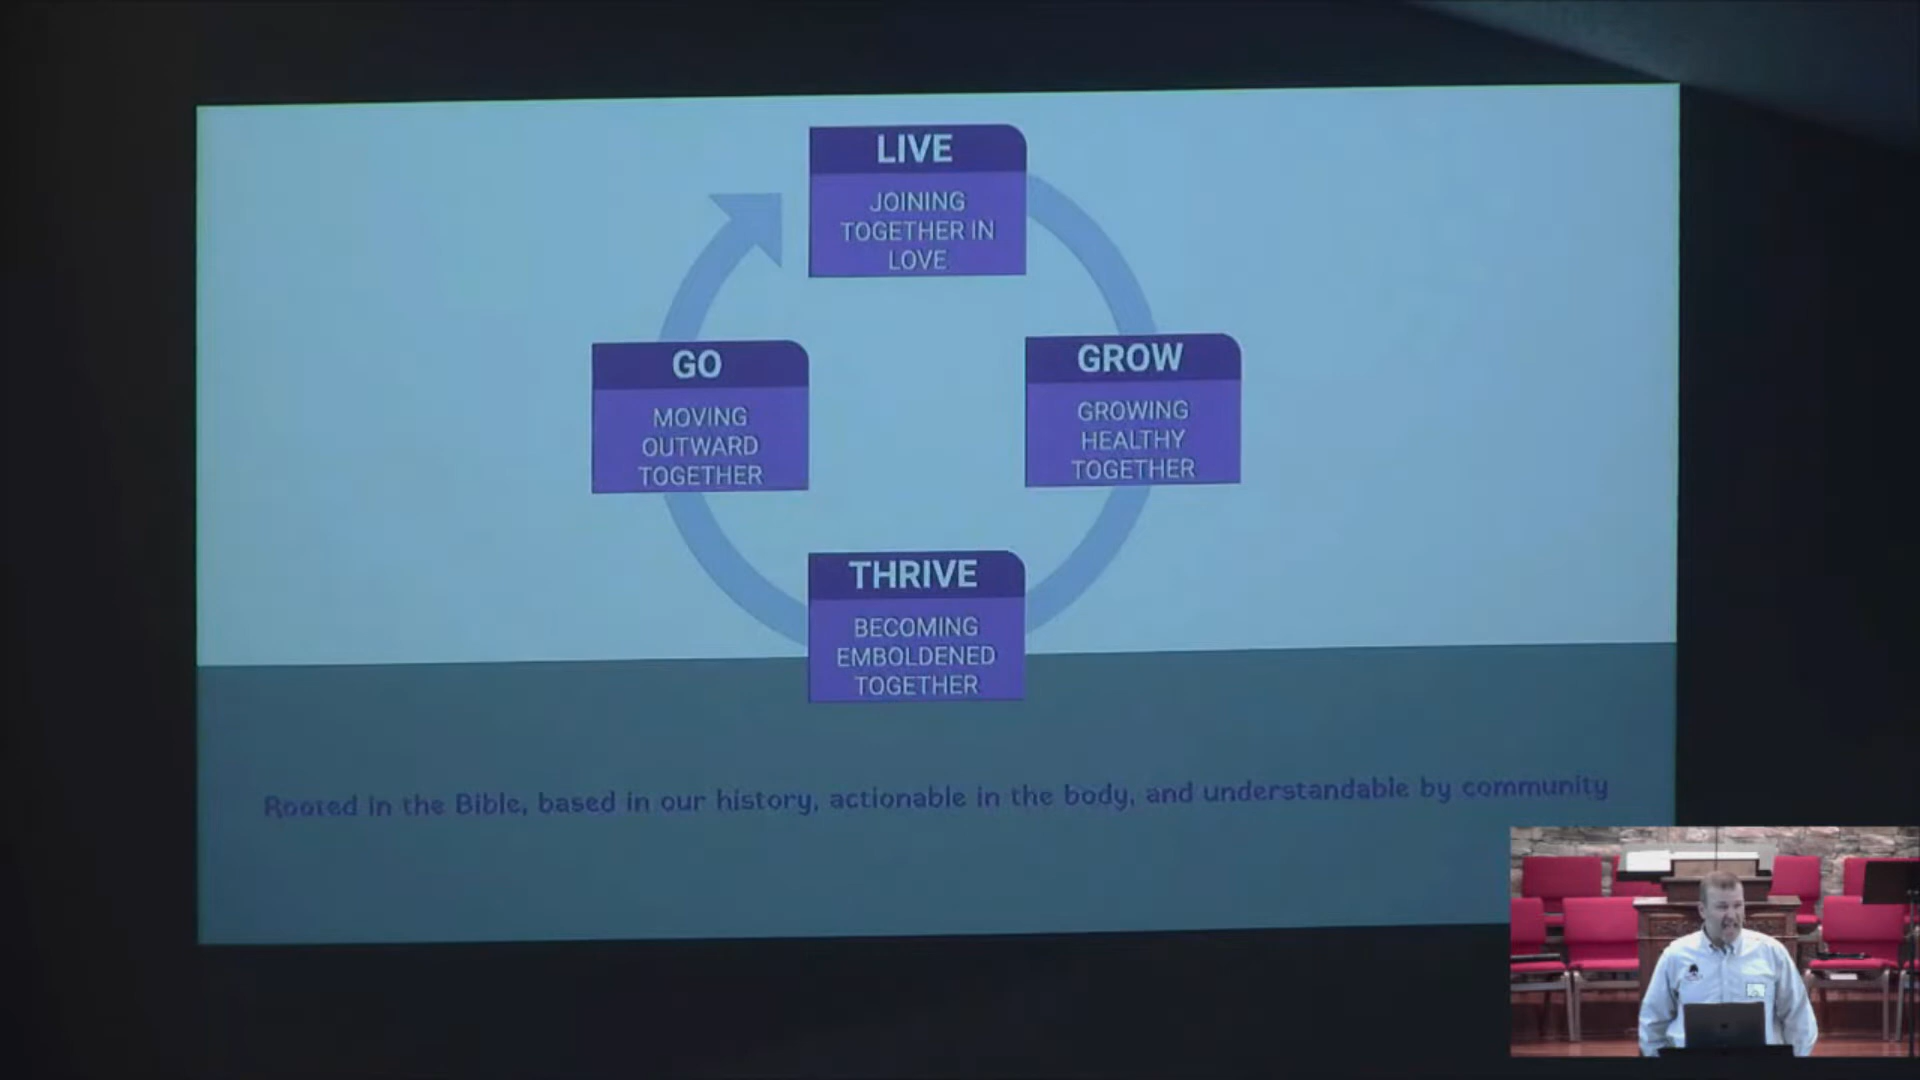 LIVE
JOINING
TOGETHER IN
LOVE
GROW
GROWING
HEALTHY
TOGETHER
THRIVE
BECOMING
EMBOLDENED
TOGETHER
GO
MOVING
OUTWARD
TOGETHER
Rooted in the Bible, based in our history, actionable in the body, and understandable by community